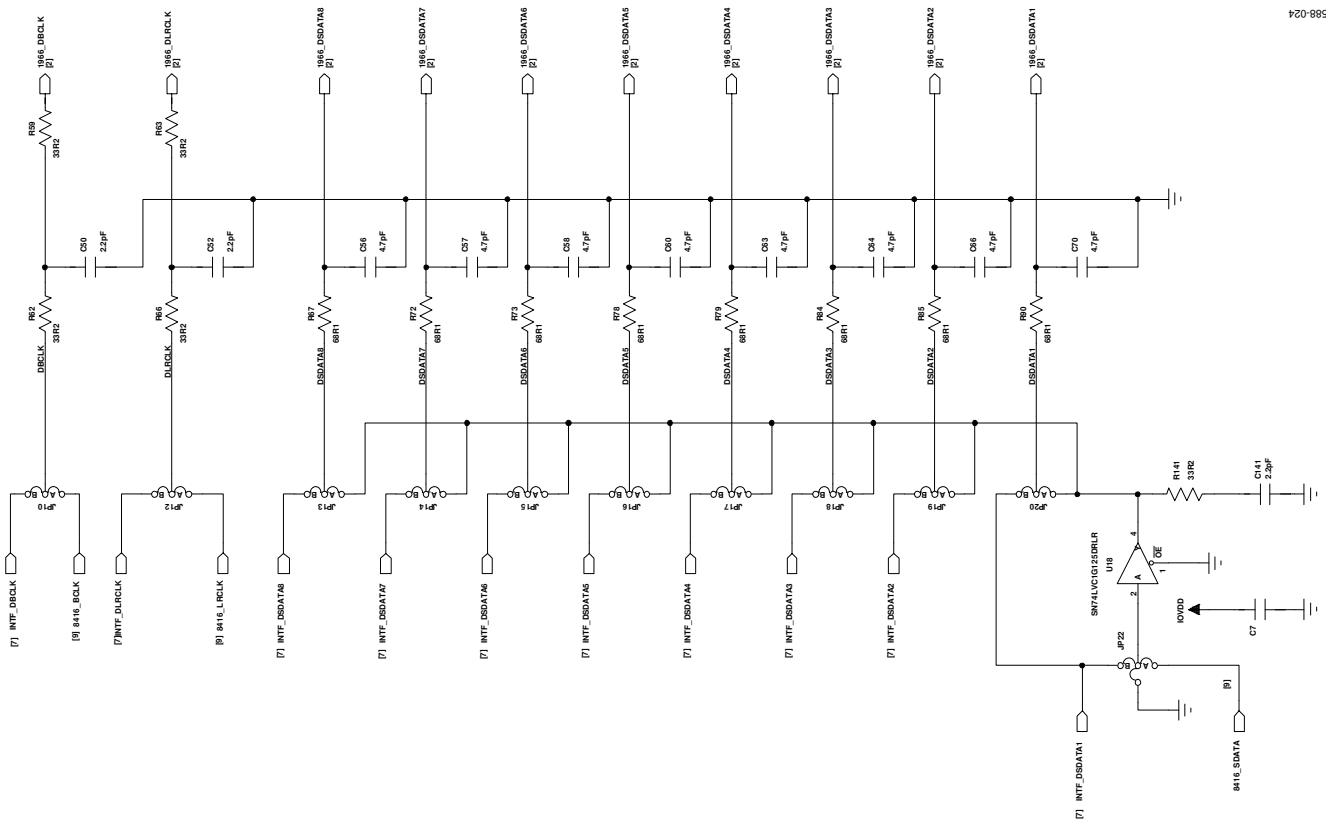 1966_DBCLK
[2]
1966_DLRCLK
[2]
1966_DSDATA8
[2]
1966_DSDATA7
[2]
1966_DSDATA6
[2]
1966_DSDATA5
[2]
1966_DSDATA4
[2]
1966_DSDATA3
[2]
1966_DSDATA2
[2]
1966_DSDATA1
[2]
588-024
R59
33R2
R63
33R2
C50
2.2pF
C52
2.2pF
C56
4.7pF
C57
4.7pF
C58
4.7pF
C60
4.7pF
C63
4.7pF
C64
4.7pF
C66
4.7pF
C70
4.7pF
R62
33R2
R66
33R2
R67
68R1
R72
68R1
R73
68R1
R78
68R1
R79
68R1
R84
68R1
R85
68R1
R90
68R1
DBCLK
DLRCLK
DSDATA8
DSDATA7
DSDATA6
DSDATA5
DSDATA4
DSDATA3
DSDATA2
DSDATA1
B A
JP10
B A
JP12
B A
JP13
B A
JP14
B A
JP15
B A
JP16
B A
JP17
B A
JP18
B A
JP19
B A
JP20
R141
33R2
C141
2.2pF
[7] INTF_DBCLK
[9] 8416_BCLK
[7]INTF_DLRCLK
[9] 8416_LRCLK
[7] INTF_DSDATA8
[7] INTF_DSDATA7
[7] INTF_DSDATA6
[7] INTF_DSDATA5
[7] INTF_DSDATA4
[7] INTF_DSDATA3
[7] INTF_DSDATA2
SN74LVC1G125DRLR
U18
4
OE
1
A
2
IOVDD
C7
JP22
B A
[9]
[7] INTF_DSDATA1
8416_SDATA